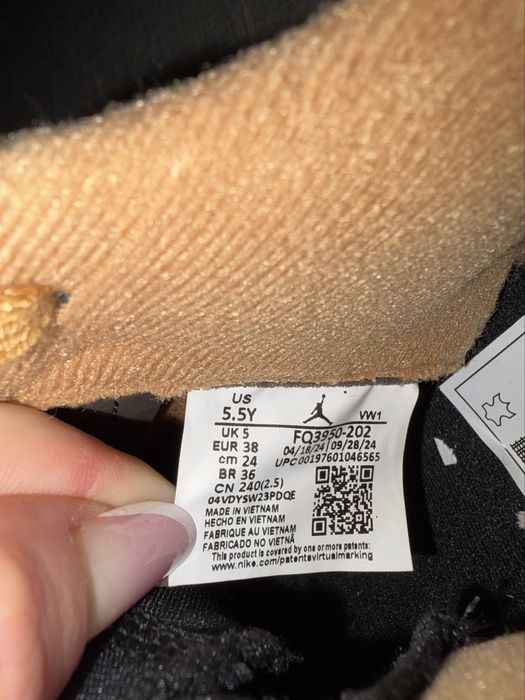 US
5.5Y
VW1
UK 5
FQ3950-202
EUR 38
04/18/24 09/28/24
cm 24
UPC 00197601046565
BR 36
CN 240(2.5)
04VDYSW23PDQE
MADE IN VIETNAM
HECHO EN VIETNAM
FABRIQUE AU VIETNAM
FABRICADO NO VIETNÃ
This product is covered by one or more patents:
www.nike.com/patentsvirtualmarking